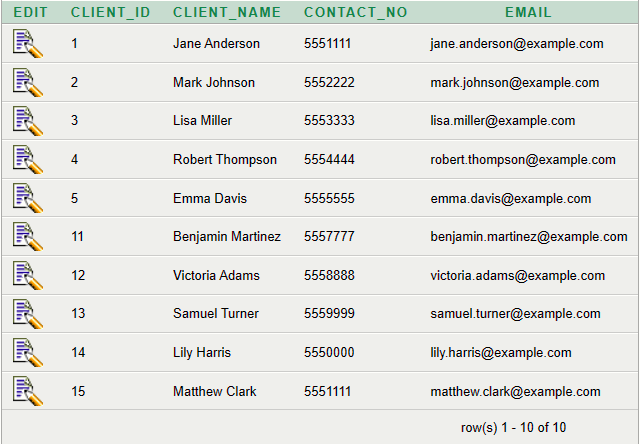 EDIT CLIENT_ID CLIENT_NAME CONTACT_NO EMAIL
1 Jane Anderson 5551111 jane.anderson@example.com
2 Mark Johnson 5552222 mark.johnson@example.com
3 Lisa Miller 5553333 lisa.miller@example.com
4 Robert Thompson 5554444 robert.thompson@example.com
5 Emma Davis 5555555 emma.davis@example.com
11 Benjamin Martinez 5557777 benjamin.martinez@example.com
12 Victoria Adams 5558888 victoria.adams@example.com
13 Samuel Turner 5559999 samuel.turner@example.com
14 Lily Harris 5550000 lily.harris@example.com
15 Matthew Clark 5551111 matthew.clark@example.com
row(s) 1 - 10 of 10